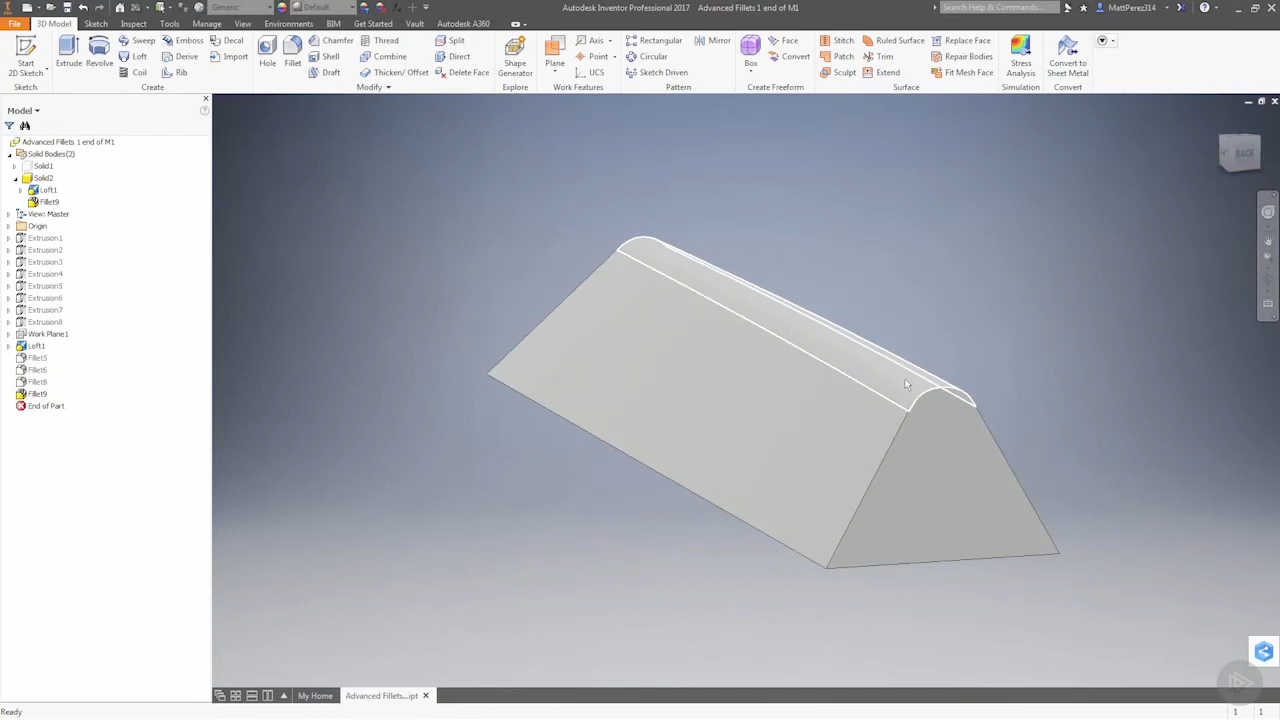 Generic
Default
Autodesk Inventor Professional 2017 Advanced Fillets 1 end of M1
Search Help & Commands...
MattPerez314
File 3D Model Sketch Inspect Tools Manage View Environments BIM Get Started Vault Autodesk A360
Start
2D Sketch
Sketch
Extrude
Revolve
Sweep
Loft
Coil
Emboss
Derive
Rib
Decal
Import
Create
Hole
Fillet
Chamfer
Shell
Draft
Thread
Combine
Thicken/ Offset
Split
Direct
Delete Face
Modify
Shape
Generator
Explore
Plane
Axis
Point
UCS
Work Features
Rectangular
Circular
Sketch Driven
Mirror
Pattern
Box
Face
Convert
Create Freeform
Stitch
Patch
Sculpt
Ruled Surface
Trim
Extend
Replace Face
Repair Bodies
Fit Mesh Face
Surface
Stress
Analysis
Simulation
Convert to
Sheet Metal
Convert
Model
Advanced Fillets 1 end of M1
Solid Bodies(2)
Solid1
Solid2
Loft1
Fillet9
View: Master
Origin
Extrusion1
Extrusion2
Extrusion3
Extrusion4
Extrusion5
Extrusion6
Extrusion7
Extrusion8
Work Plane1
Loft1
Fillet5
Fillet6
Fillet8
Fillet9
End of Part
BACK
My Home
Advanced Fillets...ipt
Ready
1 1